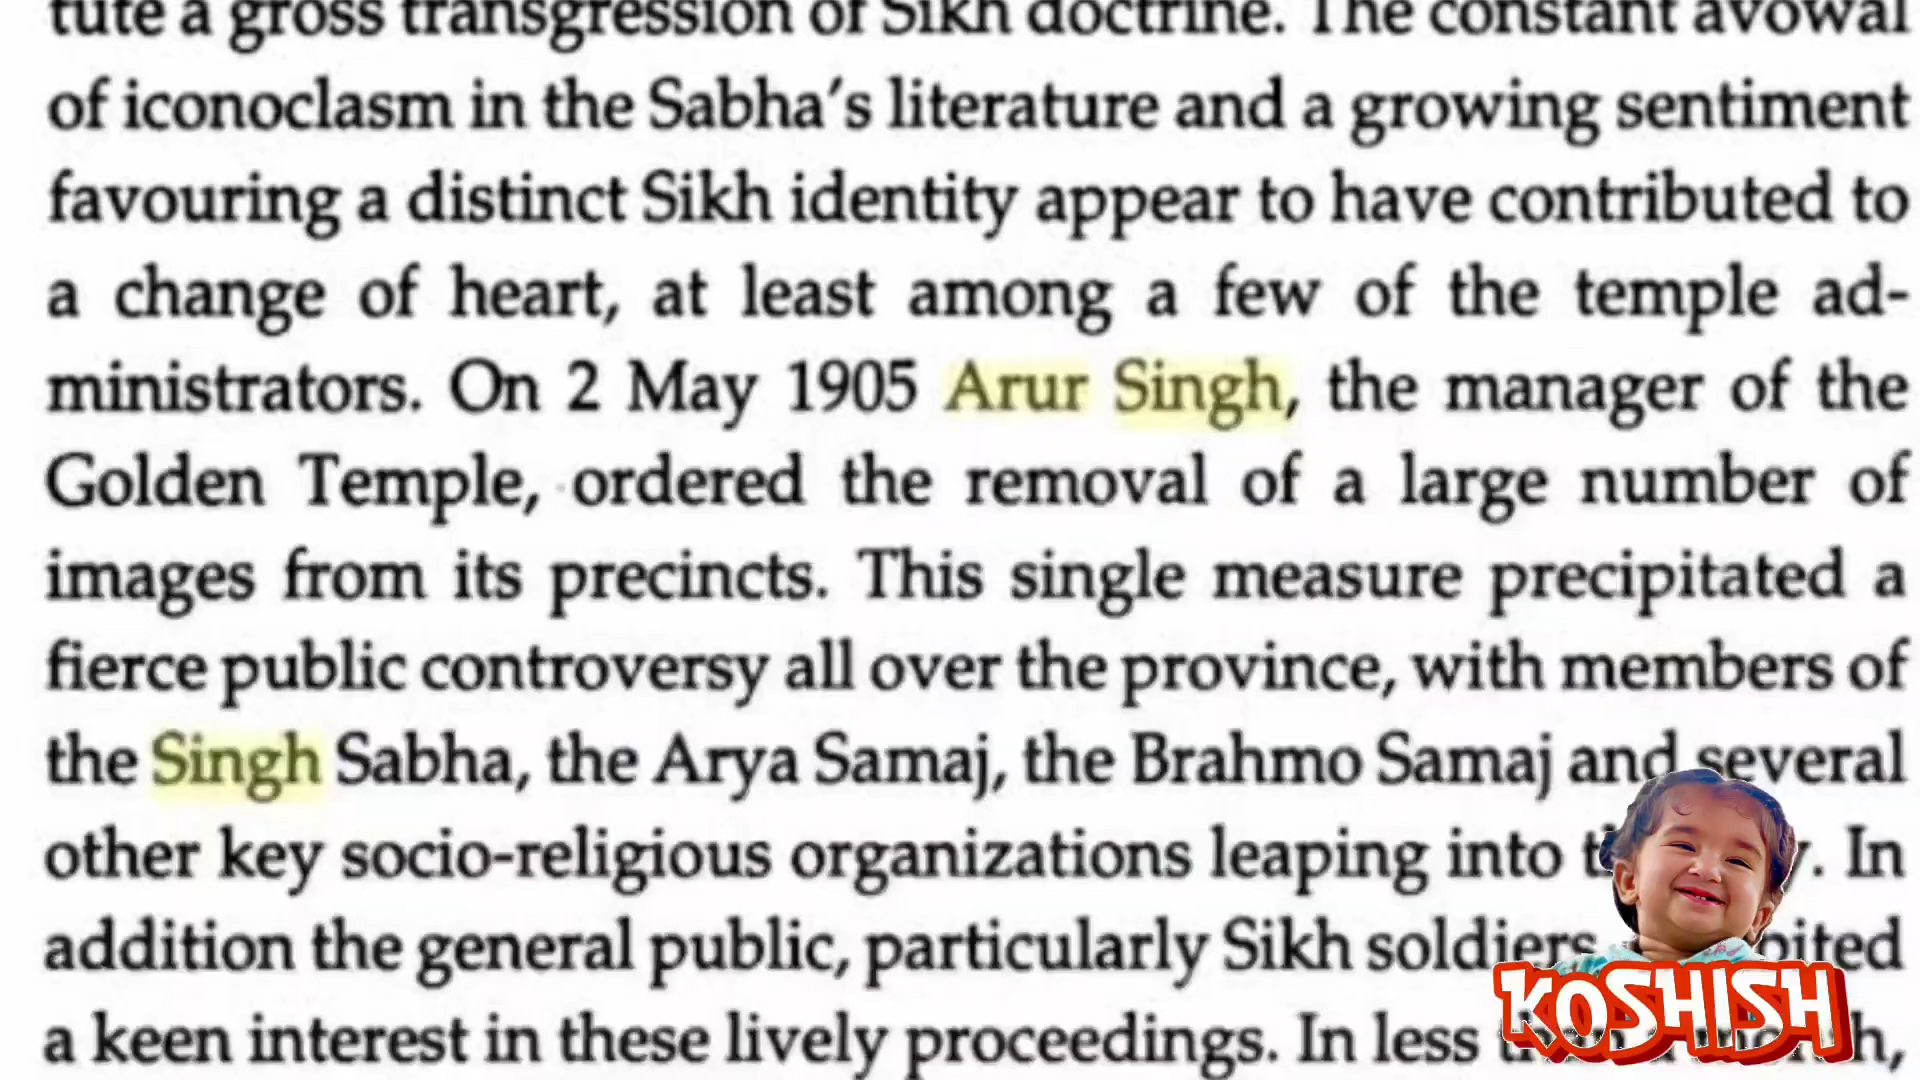 tute a gross transgression of Sikh doctrine. The constant avowal
of iconoclasm in the Sabha's literature and a growing sentiment
favouring a distinct Sikh identity appear to have contributed to
a change of heart, at least among a few of the temple ad-
ministrators. On 2 May 1905 Arur Singh, the manager of the
Golden Temple, ordered the removal of a large number of
images from its precincts. This single measure precipitated a
fierce public controversy all over the province, with members of
the Singh Sabha, the Arya Samaj, the Brahmo Samaj and several
other key socio-religious organizations leaping into In
addition the general public, particularly Sikh soldiers
a keen interest in these lively proceedings. In less
KOSHISH